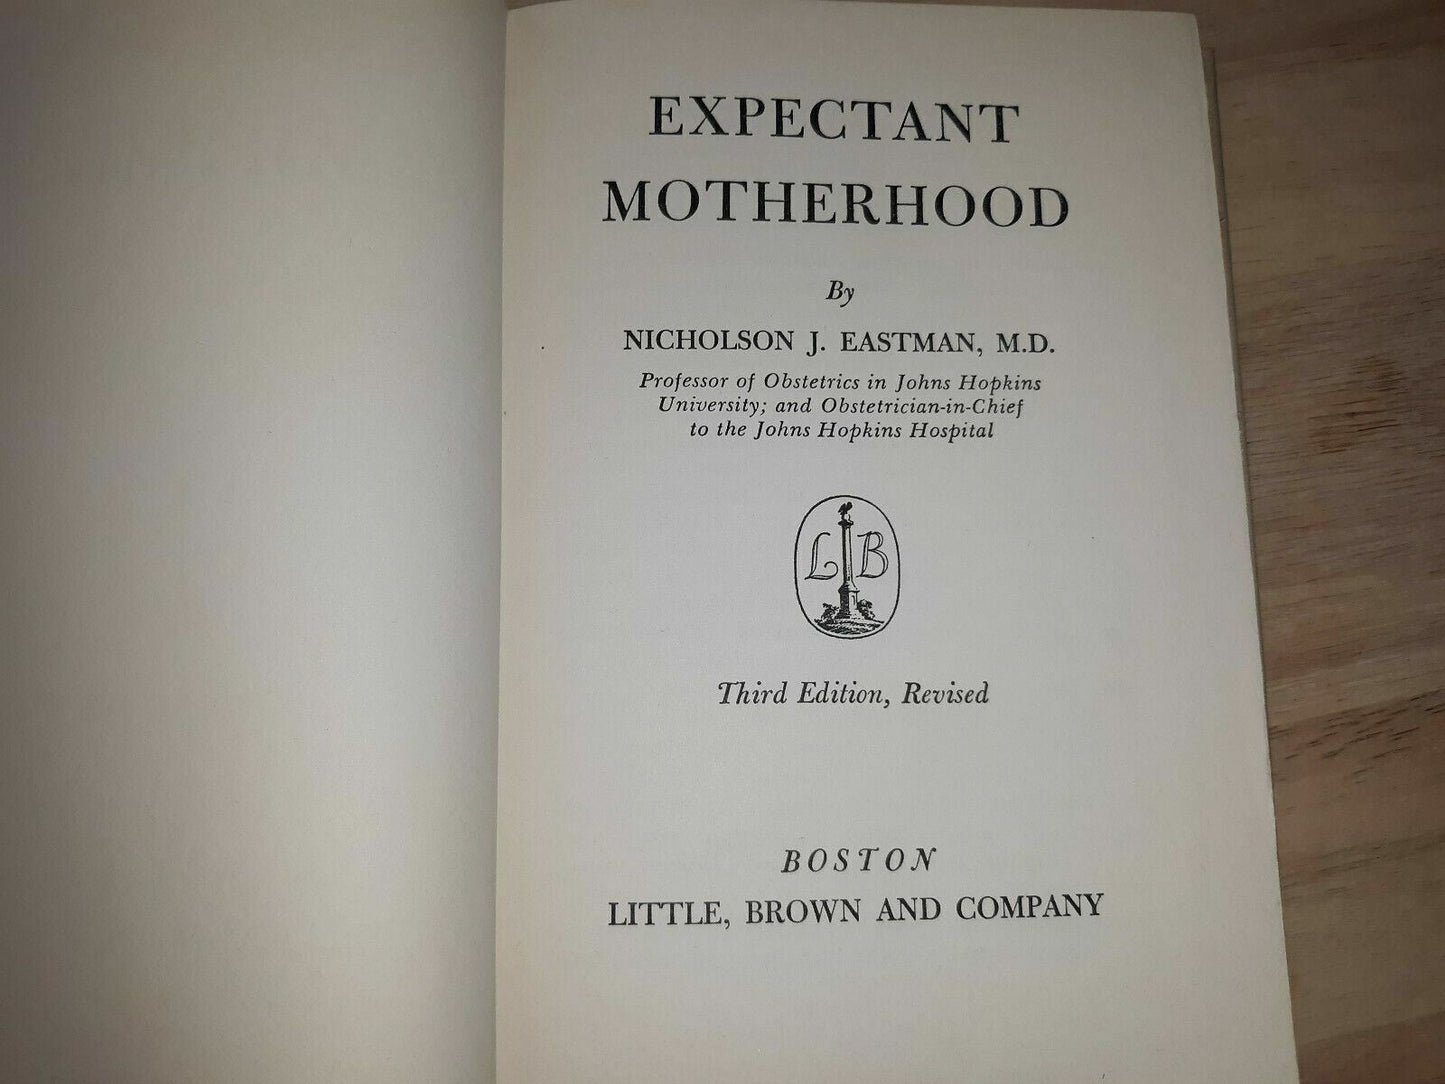 EXPECTANT
MOTHERHOOD
By
NICHOLSON J. EASTMAN, M.D.
Professor of Obstetrics in Johns Hopkins
University; and Obstetrician-in-Chief
to the Johns Hopkins Hospital
L B
Third Edition, Revised
BOSTON
LITTLE, BROWN AND COMPANY